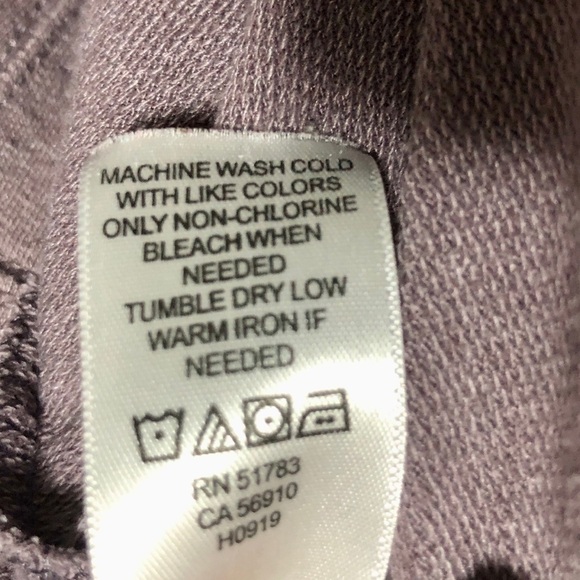 MACHINE WASH COLD
WITH LIKE COLORS
ONLY NON-CHLORINE
BLEACH WHEN
NEEDED
TUMBLE DRY LOW
WARM IRON IF
NEEDED
RN 51783
CA 56910
H0919